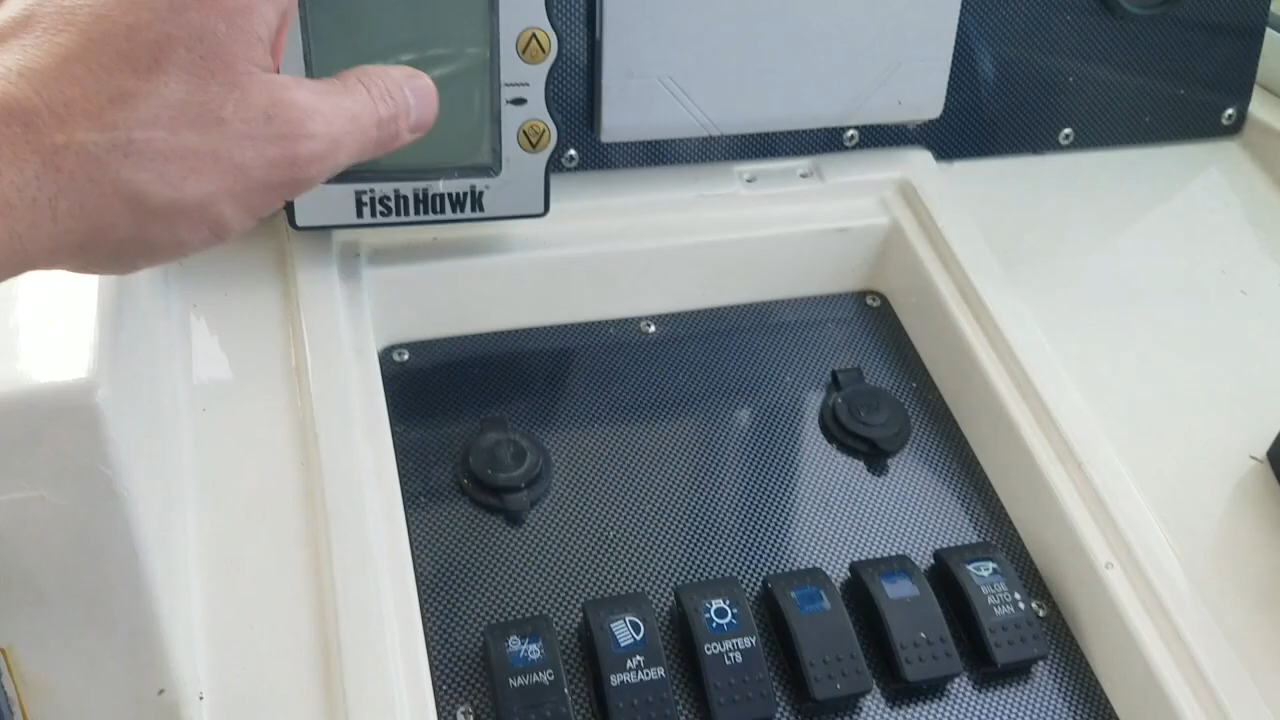 FishHawk
NAV/ANC
AFT
SPREADER
COURTESY
LTS
BILGE
AUTO
MAN